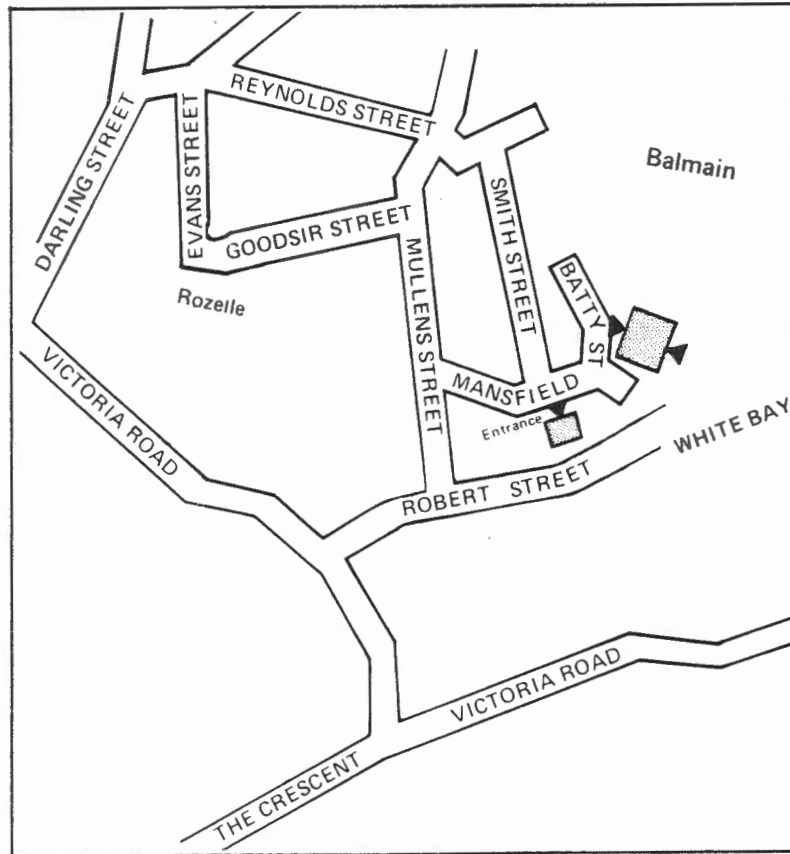 REYNOLDS STREET
DARLING STREET
EVANS STREET
Balmain
SMITH STREET
GOODSIR STREET
MULLENS STREET
BATTY ST
Rozelle
VICTORIA ROAD
MANSFIELD
Entrance
WHITE BAY
ROBERT STREET
VICTORIA ROAD
THE CRESCENT